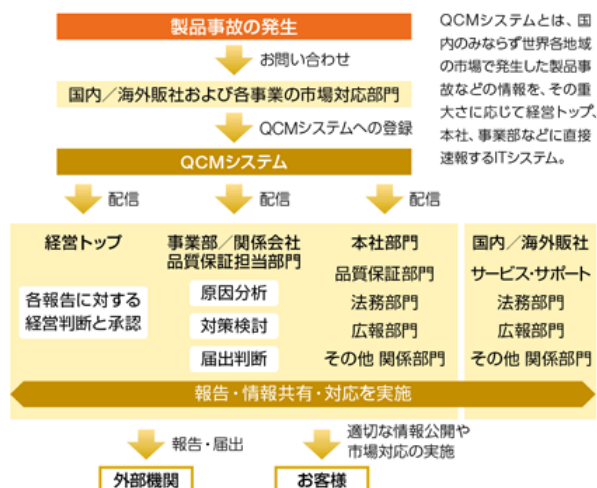 製品事故の発生
お問い合わせ
国内／海外販社および各事業の市場対応部門
QCMシステムへの登録
QCMシステム
QCMシステムとは、国
内のみならず世界各地域
の市場で発生した製品事
故などの情報を、その重
大さに応じて経営トップ、
本社、事業部などに直接
速報するITシステム。
配信
配信
配信
経営トップ
各報告に対する
経営判断と承認
事業部／関係会社
品質保証担当部門
原因分析
対策検討
届出判断
本社部門
品質保証部門
法務部門
広報部門
その他 関係部門
国内／海外販社
サービス・サポート
法務部門
広報部門
その他 関係部門
報告・情報共有・対応を実施
報告・届出
適切な情報公開や
市場対応の実施
外部機関
お客様